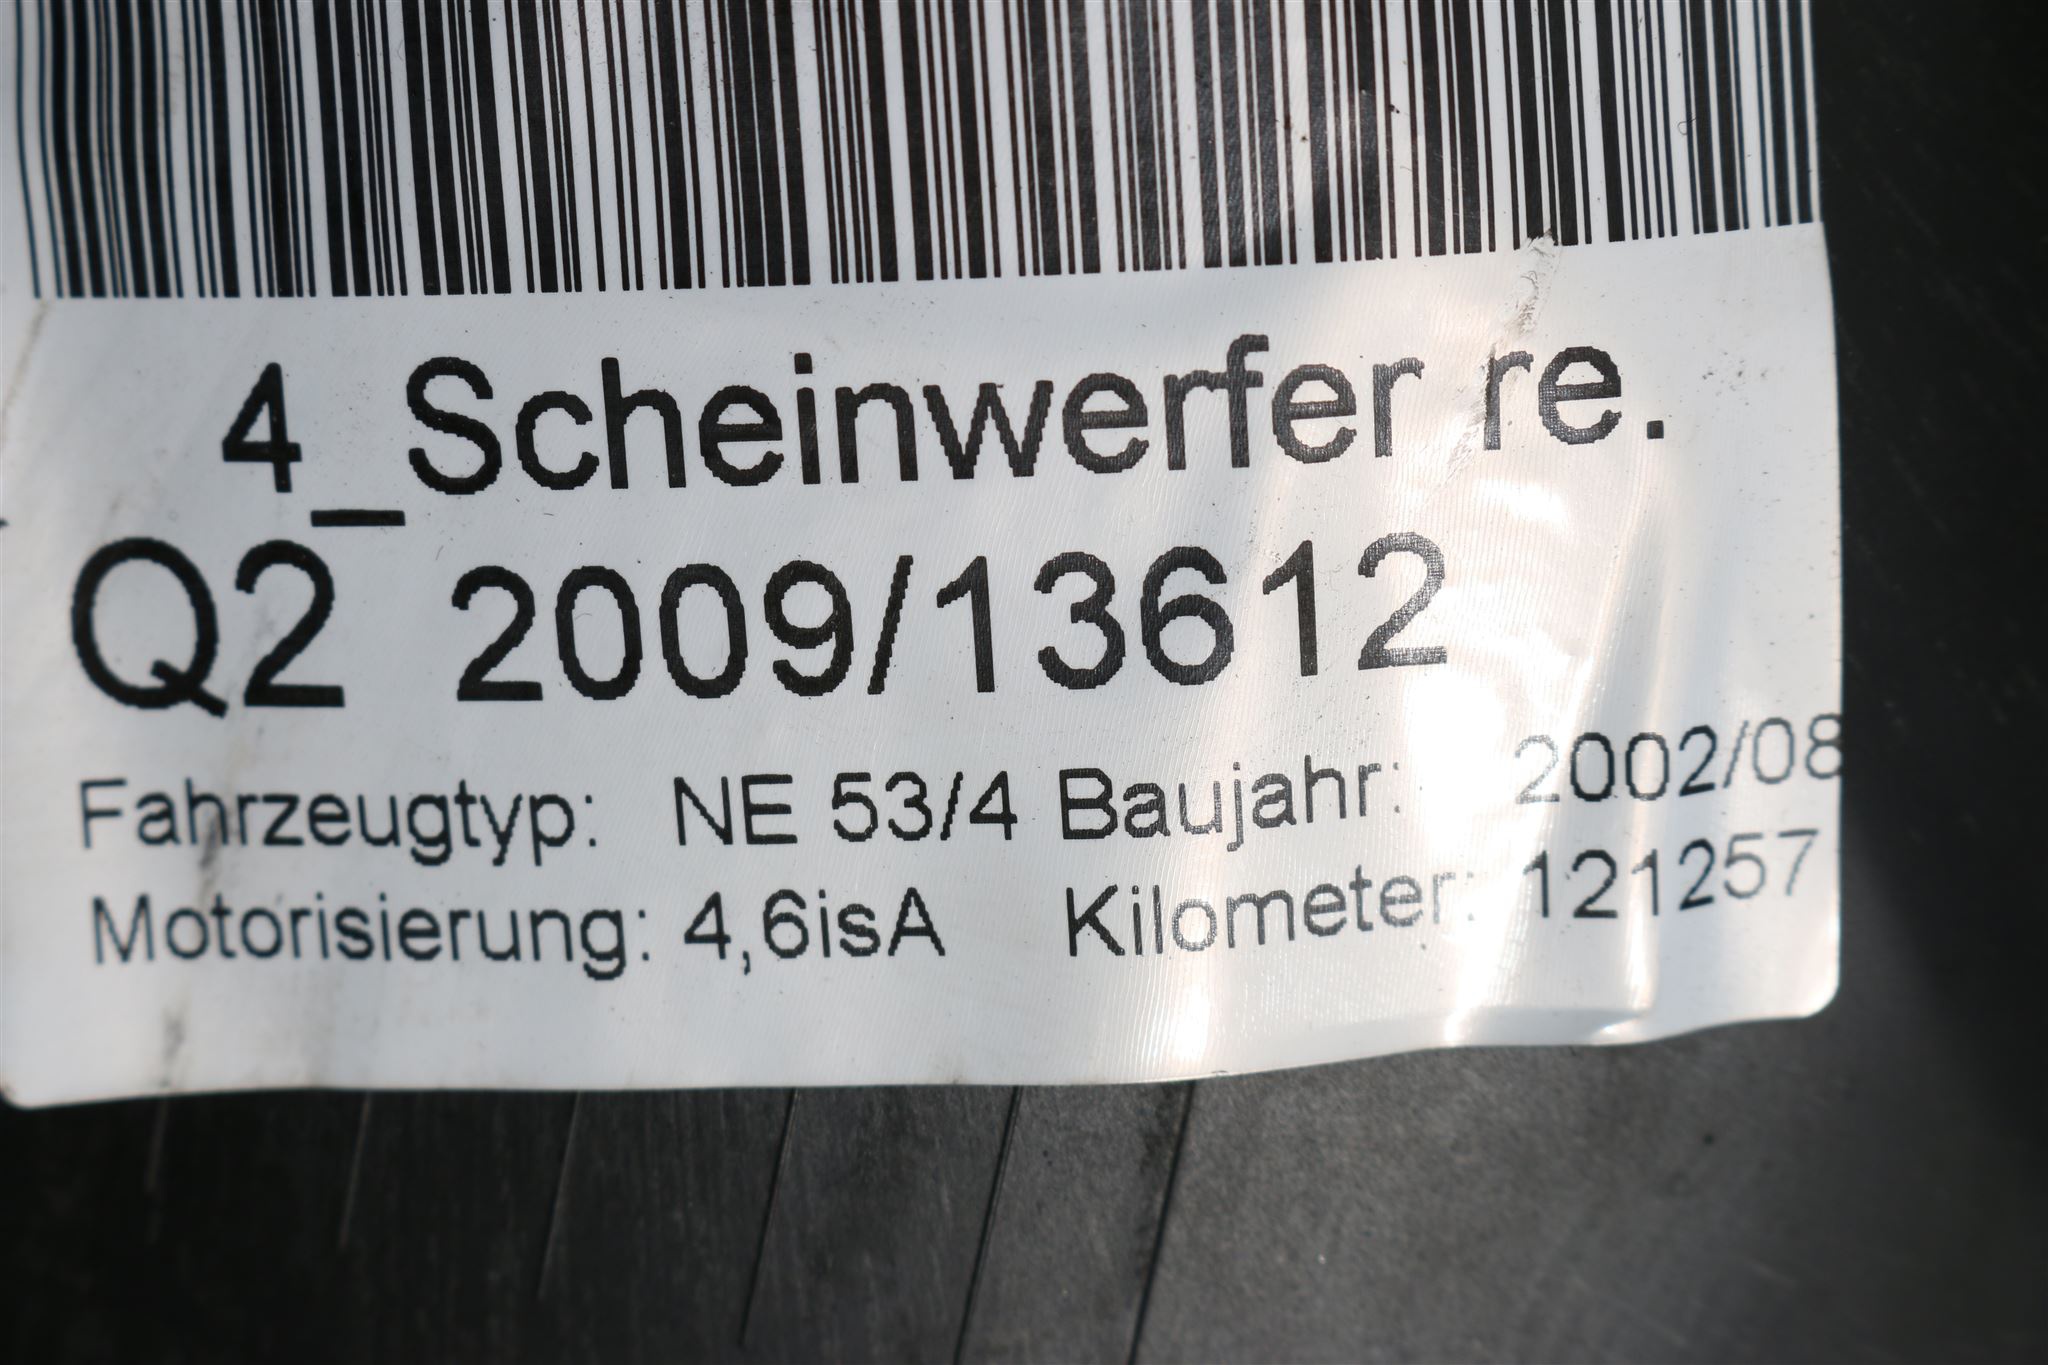 4_Scheinwerfer re.
Q2 2009/13612
Fahrzeugtyp: NE 53/4 Baujahr: 2002/08
Motorisierung: 4,6isA Kilometer: 121257